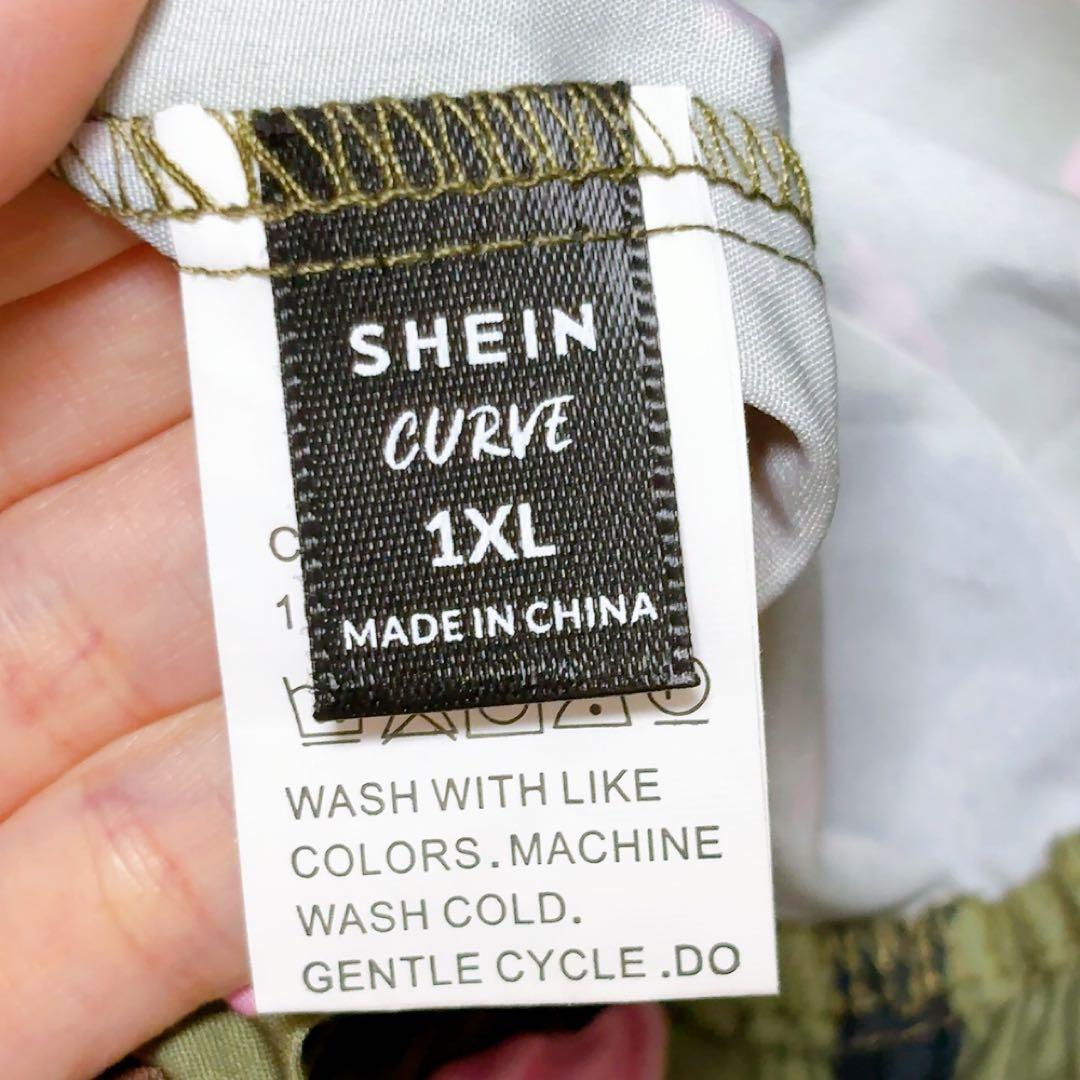 SHEIN
CURVE
1XL
MADE IN CHINA
WASH WITH LIKE
COLORS.MACHINE
WASH COLD.
GENTLE CYCLE .DO